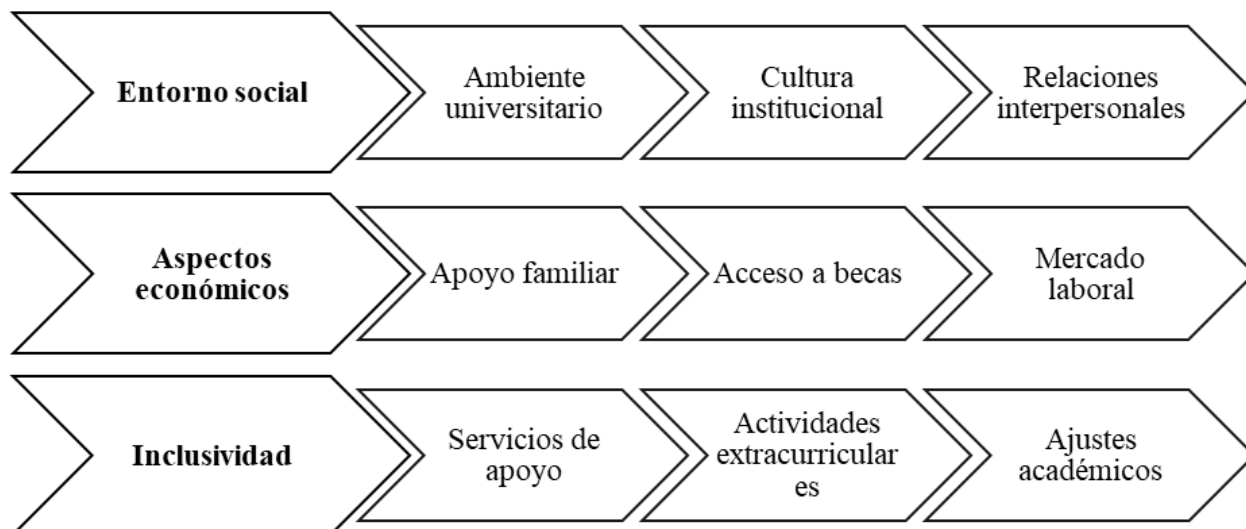 Entorno social
Ambiente
universitario
Cultura
institucional
Relaciones
interpersonales
Aspectos
económicos
Apoyo familiar
Acceso a becas
Mercado
laboral
Inclusividad
Servicios de
apoyo
Actividades
extracurricular
es
Ajustes
académicos